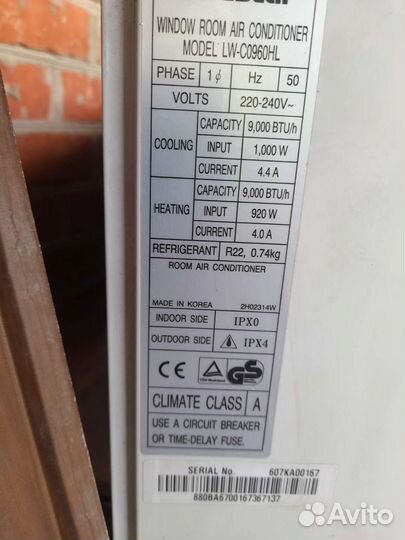 WINDOW ROOM AIR CONDITIONER
MODEL LW-C0960HL
PHASE 1ϕ Hz 50
VOLTS 220-240V~
COOLING CAPACITY 9,000 BTU/h
INPUT 1,000 W
CURRENT 4.4 A
HEATING CAPACITY 9,000 BTU/h
INPUT 920 W
CURRENT 4.0 A
REFRIGERANT R22, 0.74kg
ROOM AIR CONDITIONER
MADE IN KOREA 2H02314W
INDOOR SIDE IPX0
OUTDOOR SIDE IPX4
CE GS
CLIMATE CLASS A
USE A CIRCUIT BREAKER
OR TIME-DELAY FUSE.
SERIAL No. 607KA00167
880BA6700167367137
Avito